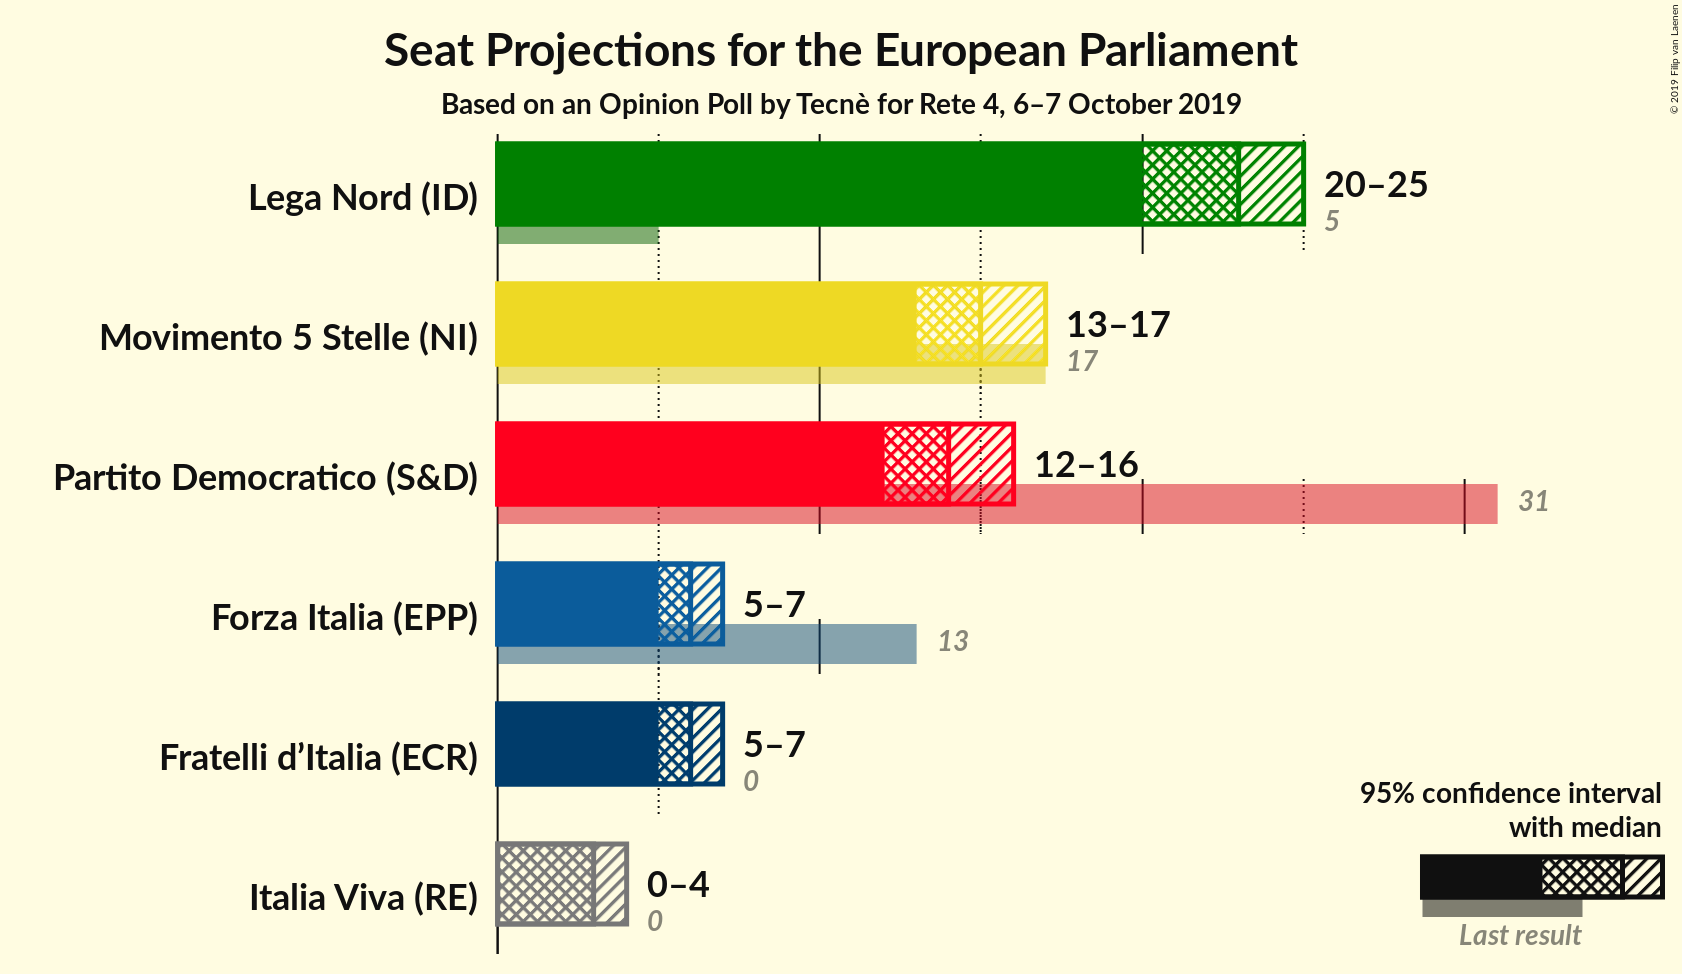 Seat Projections for the European Parliament
Based on an Opinion Poll by Tecnè for Rete 4, 6–7 October 2019
© 2019 Filip van Laenen
Lega Nord (ID)
20–25
5
Movimento 5 Stelle (NI)
13–17
17
Partito Democratico (S&D)
12–16
31
Forza Italia (EPP)
5–7
13
Fratelli d’Italia (ECR)
5–7
0
Italia Viva (RE)
0–4
0
95% confidence interval
with median
Last result